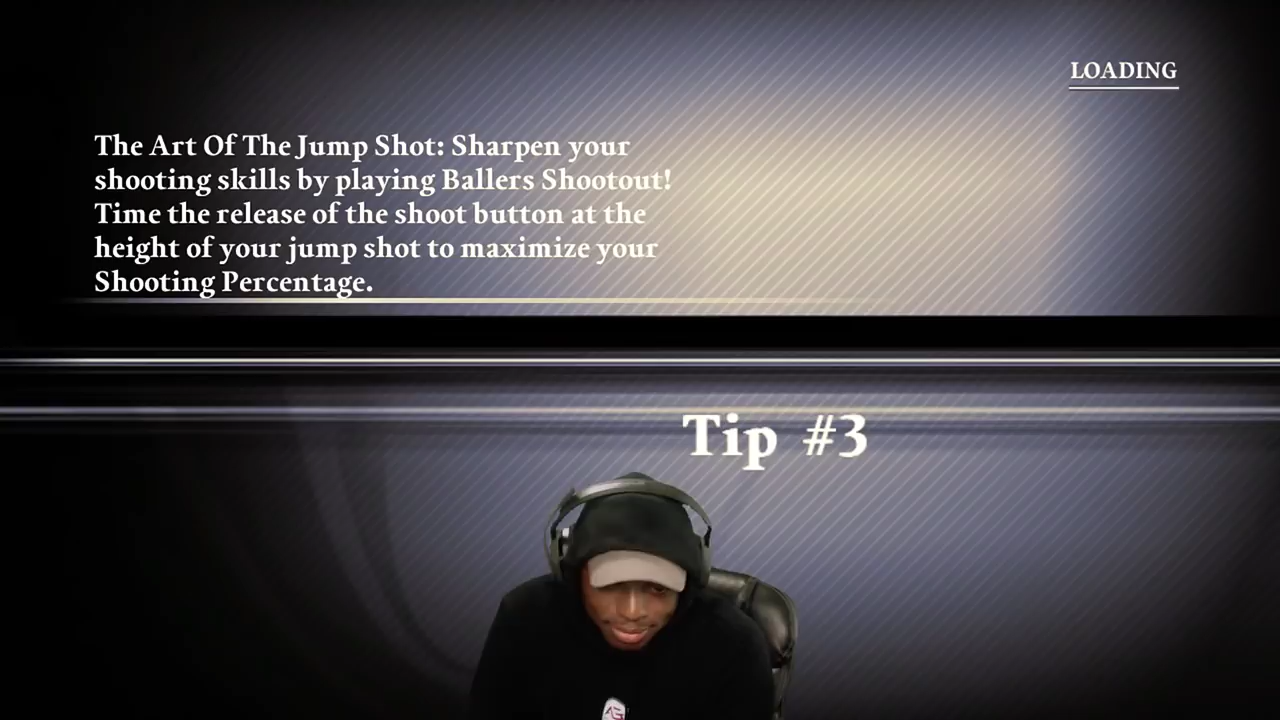 LOADING
The Art Of The Jump Shot: Sharpen your
shooting skills by playing Ballers Shootout!
Time the release of the shoot button at the
height of your jump shot to maximize your
Shooting Percentage.
Tip #3